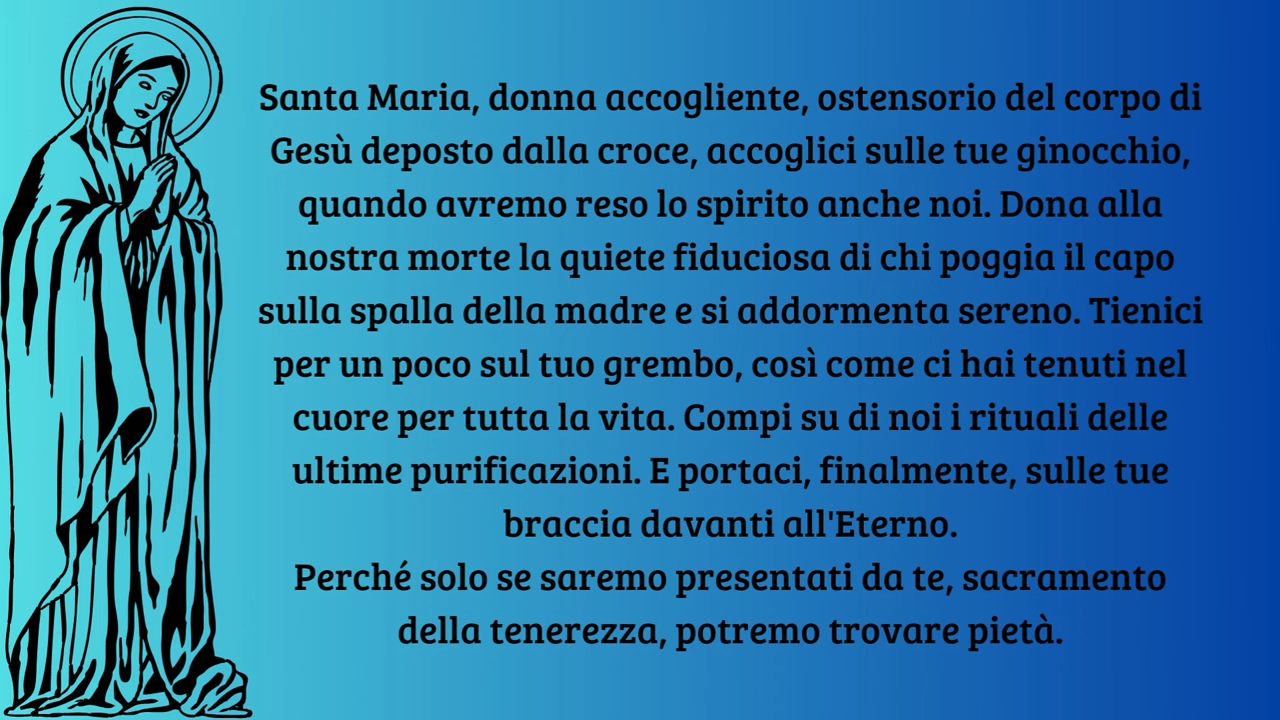 Santa Maria, donna accogliente, ostensorio del corpo di
Gesù deposto dalla croce, accoglici sulle tue ginocchio,
quando avremo reso lo spirito anche noi. Dona alla
nostra morte la quiete fiduciosa di chi poggia il capo
sulla spalla della madre e si addormenta sereno. Tienici
per un poco sul tuo grembo, così come ci hai tenuti nel
cuore per tutta la vita. Compi su di noi i rituali delle
ultime purificazioni. E portaci, finalmente, sulle tue
braccia davanti all'Eterno.
Perché solo se saremo presentati da te, sacramento
della tenerezza, potremo trovare pietà.